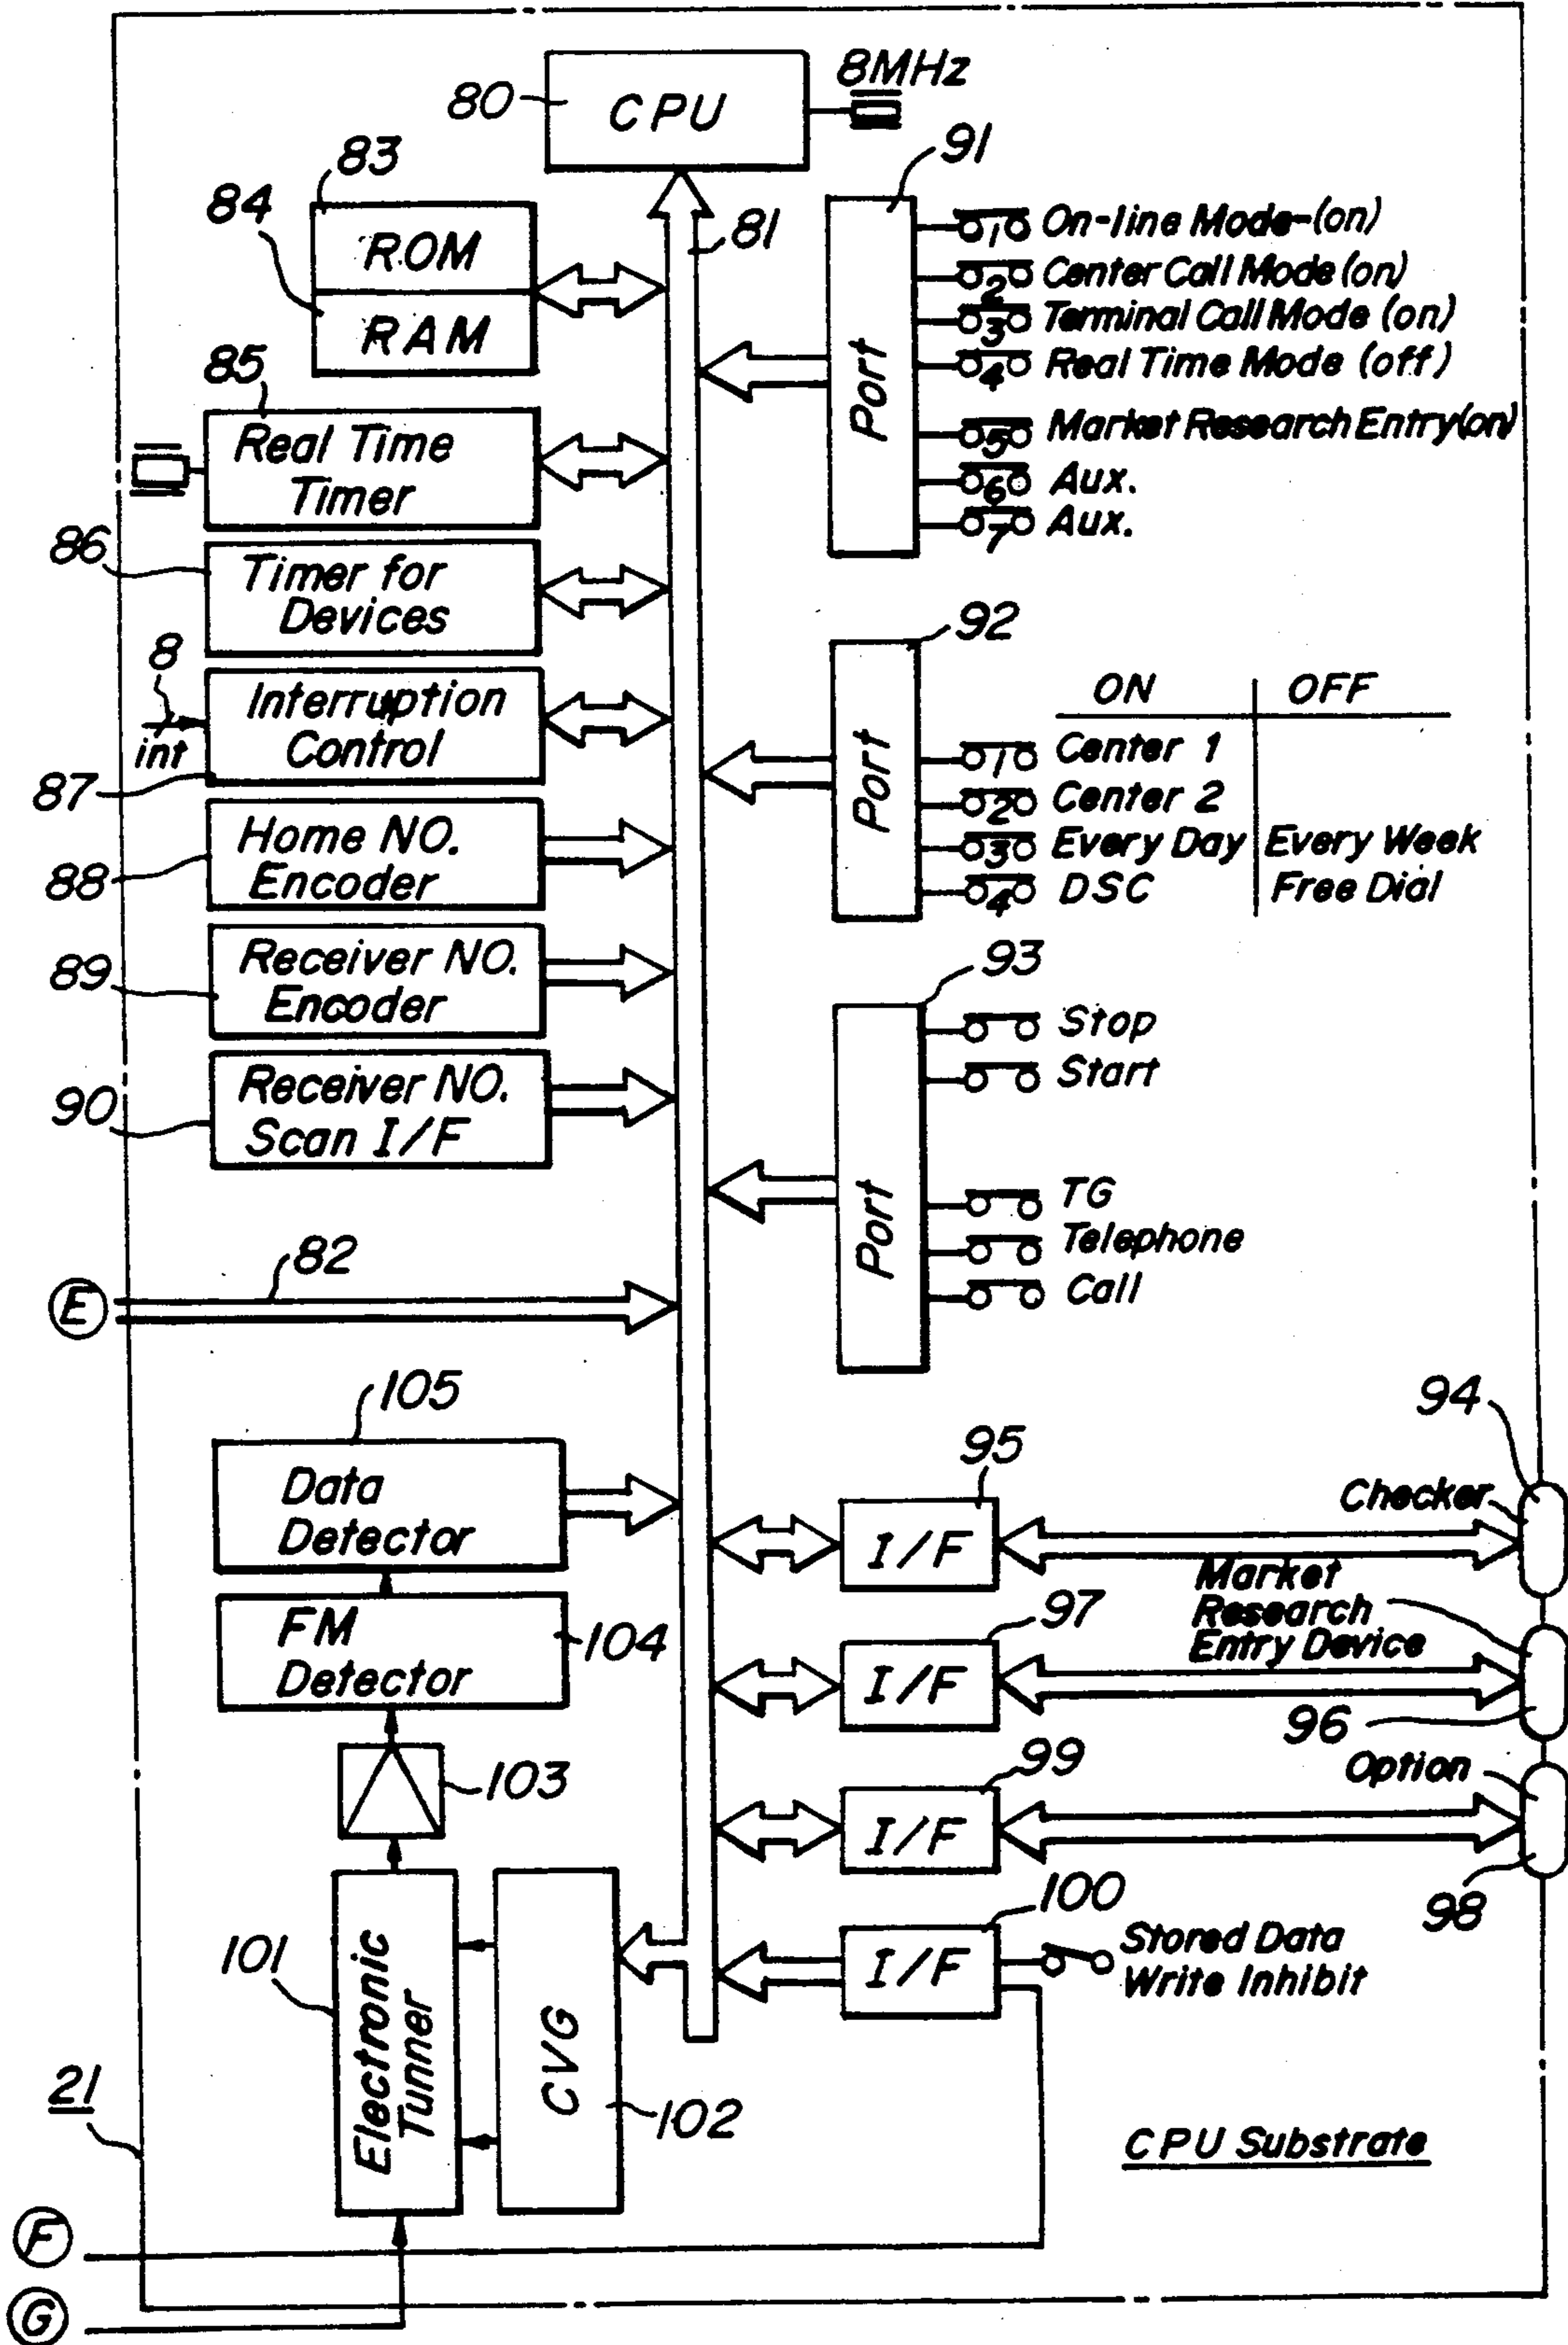 8MHz
80
CPU
83
84
ROM
RAM
81
91
Port
1 On-line Mode-(on)
2 Center Call Mode (on)
3 Terminal Call Mode (on)
4 Real Time Mode (off)
5 Market Research Entry (on)
6 Aux.
7 Aux.
85
Real Time
Timer
86
Timer for
Devices
8
int
Interruption
Control
87
92
Port
ON OFF
1 Center 1
2 Center 2
3 Every Day Every Week
4 DSC Free Dial
Home NO.
Encoder
88
Receiver NO.
Encoder
89
Receiver NO.
Scan I/F
90
93
Port
Stop
Start
TG
Telephone
Call
E
82
105
Data
Detector
FM
Detector
104
103
94
Checker
95
I/F
Market
Research
Entry Device
97
I/F
96
Option
99
I/F
98
100
I/F
Stored Data
Write Inhibit
101
Electronic
Tunner
CVG
102
21
CPU Substrate
F
G